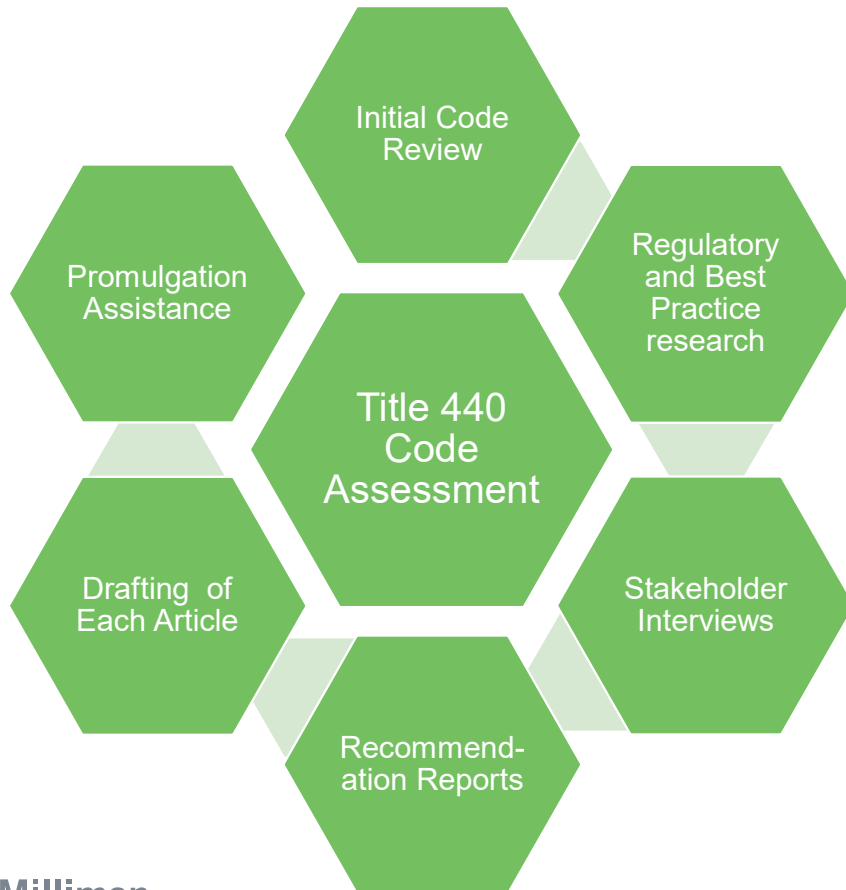 Initial Code
Review
Regulatory
and Best
Practice
research
Promulgation
Assistance
Title 440
Code
Assessment
Stakeholder
Interviews
Drafting of
Each Article
Recommend-
ation Reports
Milliman